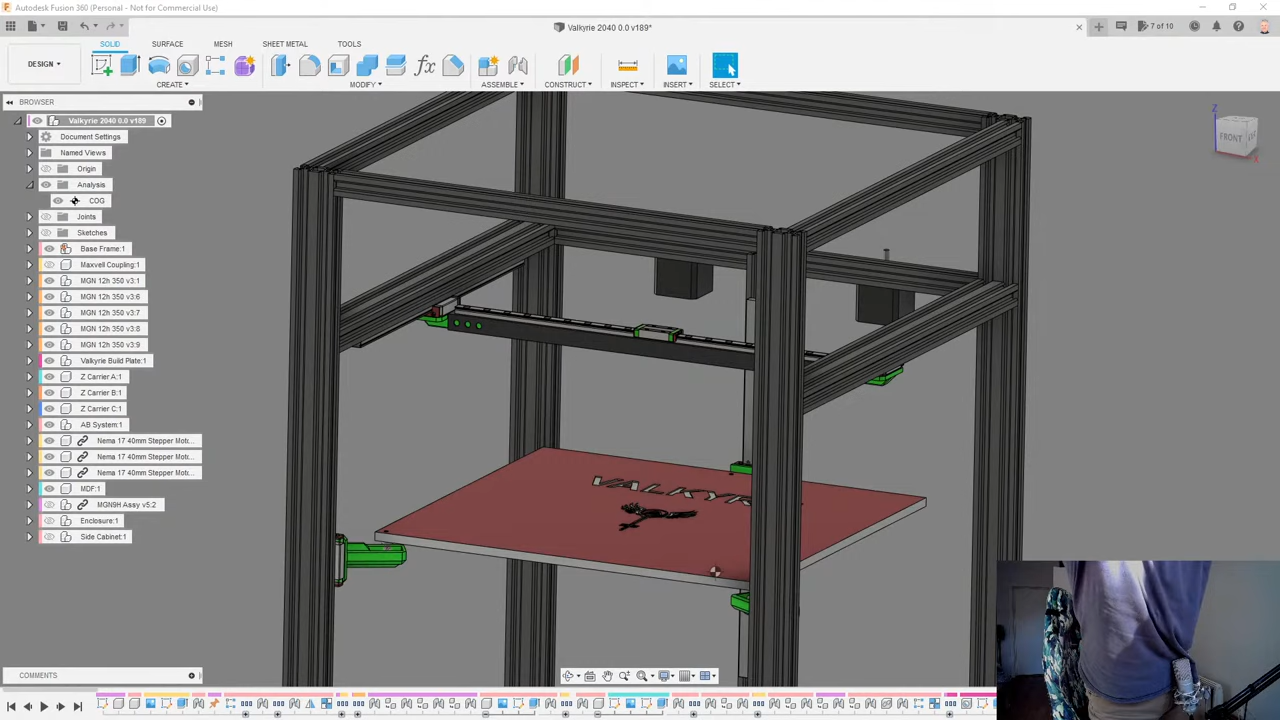 Autodesk Fusion 360 (Personal - Not for Commercial Use)
Valkyrie 2040 0.0 v189*
7 of 10
SOLID SURFACE MESH SHEET METAL TOOLS
DESIGN
CREATE MODIFY ASSEMBLE CONSTRUCT INSPECT INSERT SELECT
BROWSER
Valkyrie 2040 0.0 v189
Document Settings
Named Views
Origin
Analysis
COG
Joints
Sketches
Base Frame:1
Maxvell Coupling:1
MGN 12h 350 v3:1
MGN 12h 350 v3:6
MGN 12h 350 v3:7
MGN 12h 350 v3:8
MGN 12h 350 v3:9
Valkyrie Build Plate:1
Z Carrier A:1
Z Carrier B:1
Z Carrier C:1
AB System:1
Nema 17 40mm Stepper Moto...
Nema 17 40mm Stepper Moto...
Nema 17 40mm Stepper Moto...
MDF:1
MGN9H Assy v5:2
Enclosure:1
Side Cabinet:1
Z
FRONT
X
VALKYR
COMMENTS